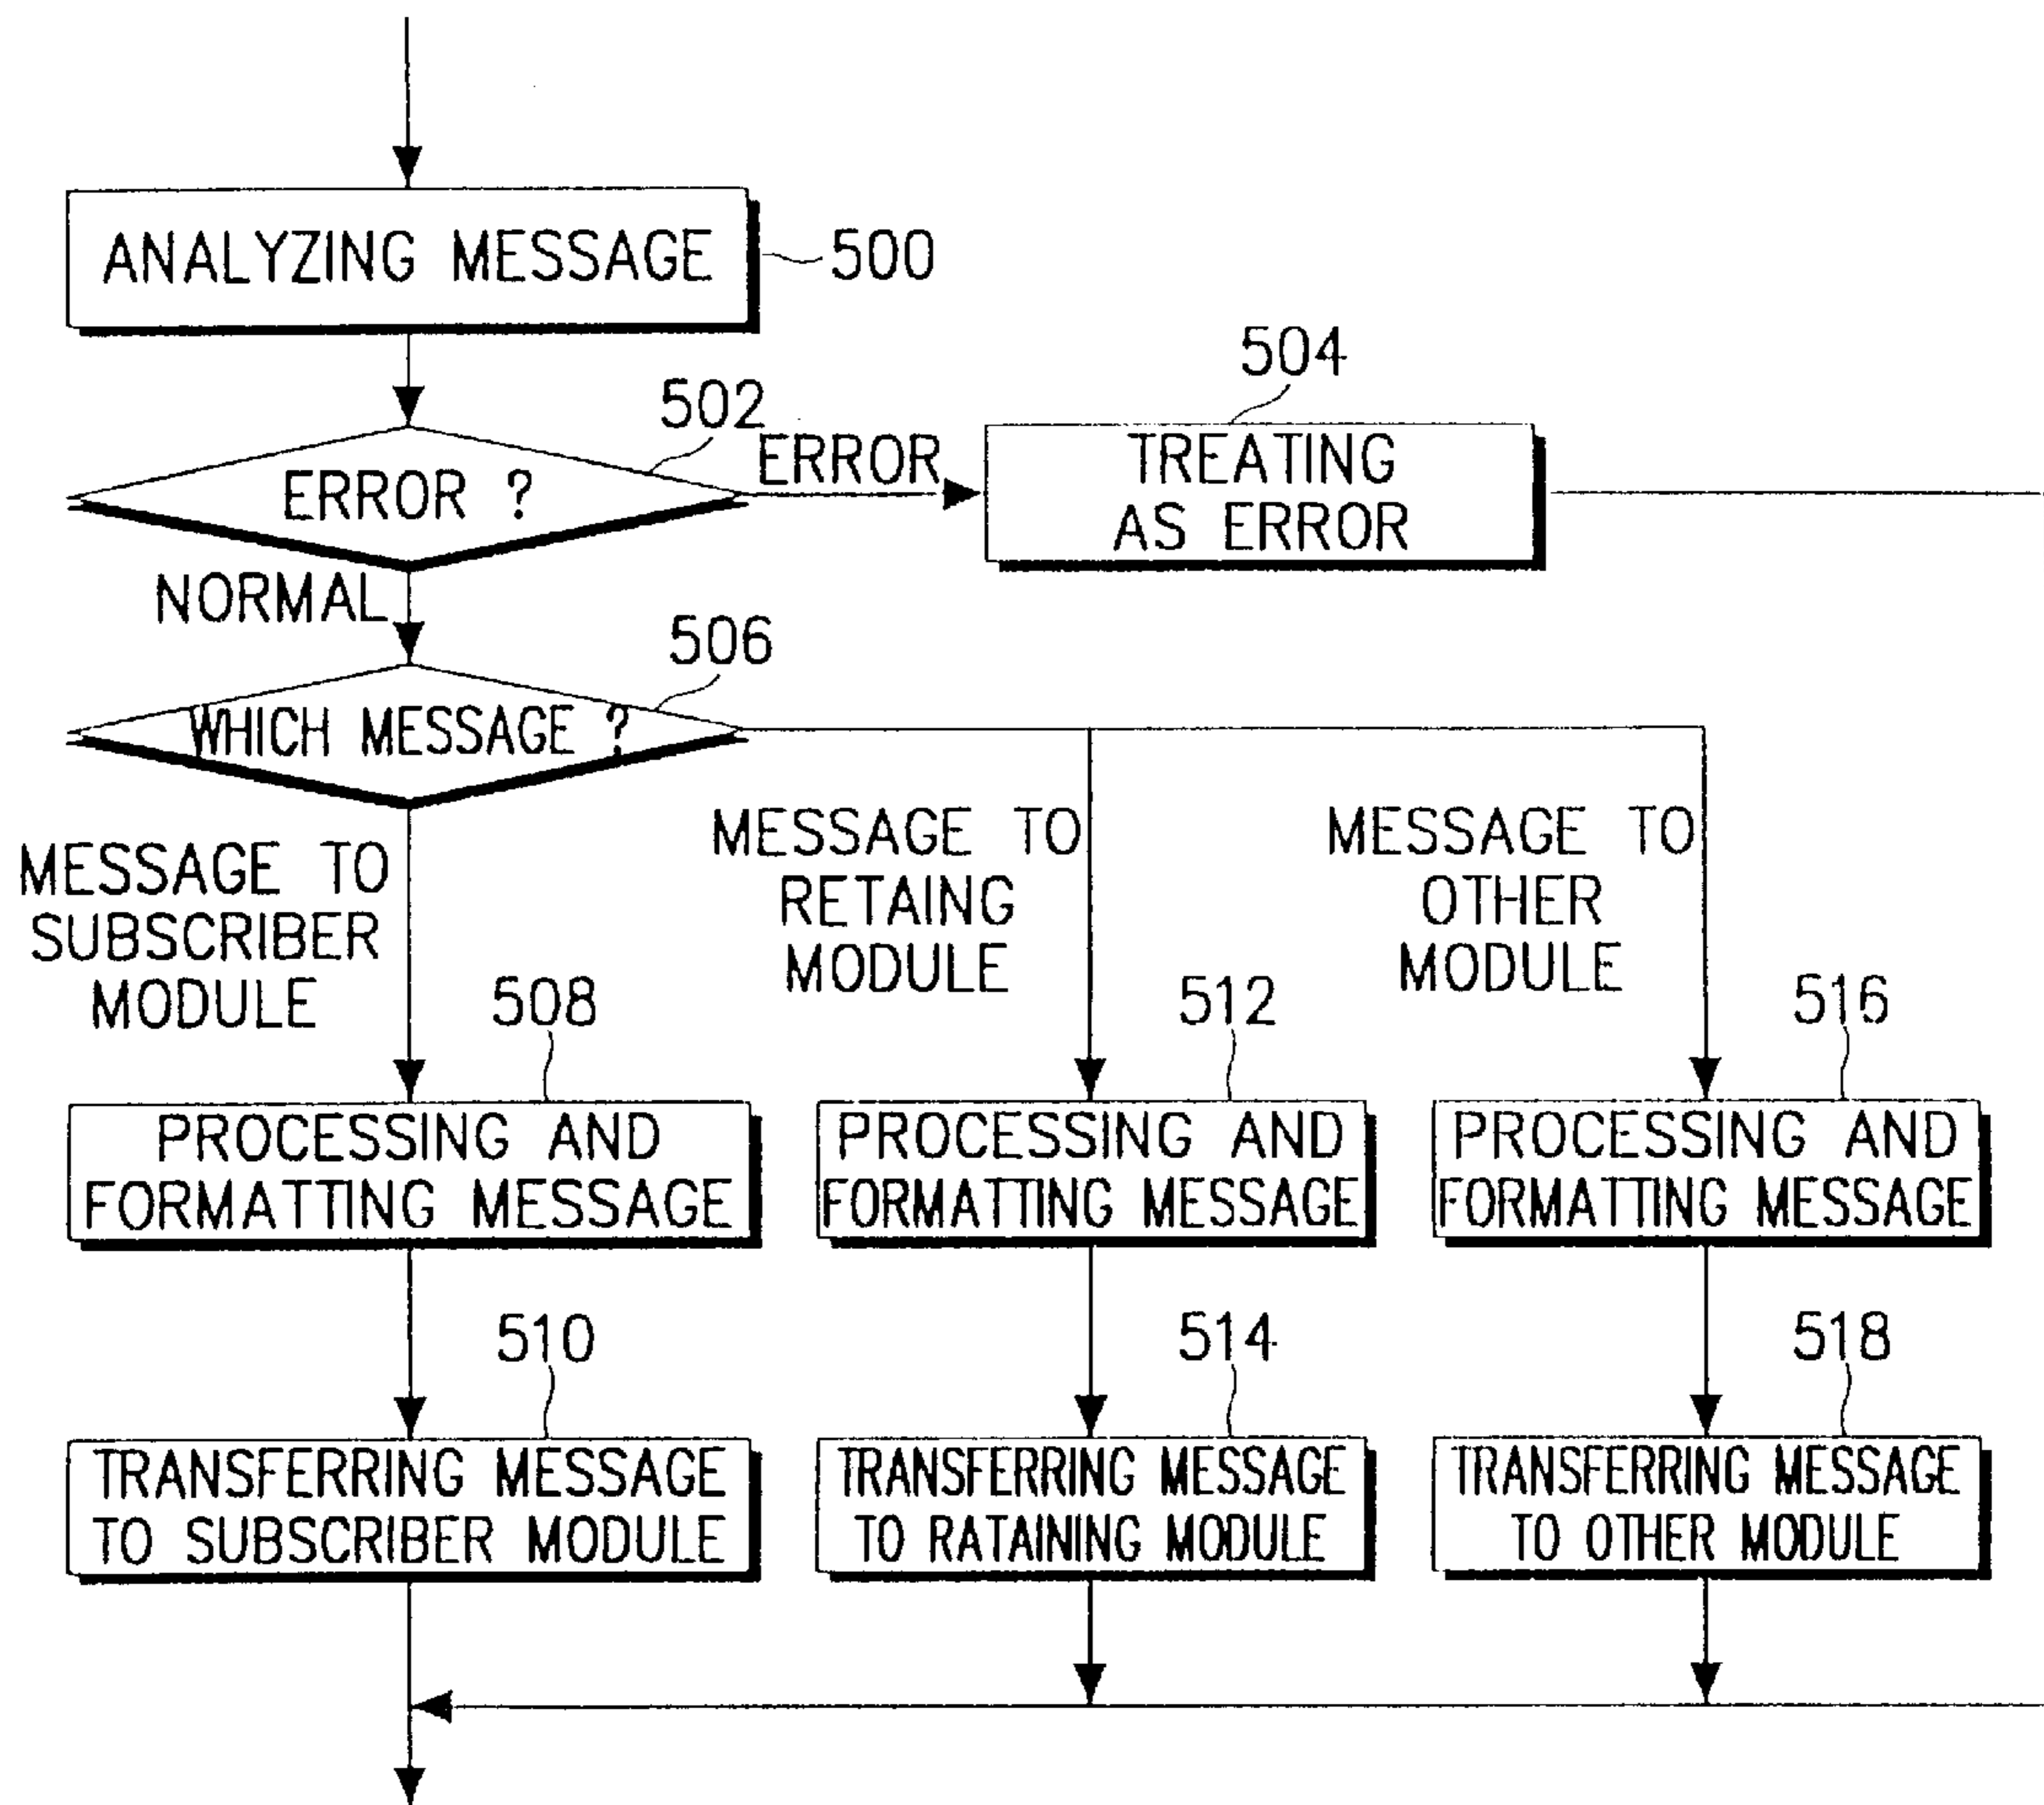 ANALYZING MESSAGE
500
502
ERROR ?
ERROR
504
TREATING
AS ERROR
NORMAL
506
WHICH MESSAGE ?
MESSAGE TO
SUBSCRIBER
MODULE
MESSAGE TO
RETAING
MODULE
MESSAGE TO
OTHER
MODULE
508
PROCESSING AND
FORMATTING MESSAGE
512
PROCESSING AND
FORMATTING MESSAGE
516
PROCESSING AND
FORMATTING MESSAGE
510
TRANSFERRING MESSAGE
TO SUBSCRIBER MODULE
514
TRANSFERRING MESSAGE
TO RATAINING MODULE
518
TRANSFERRING MESSAGE
TO OTHER MODULE